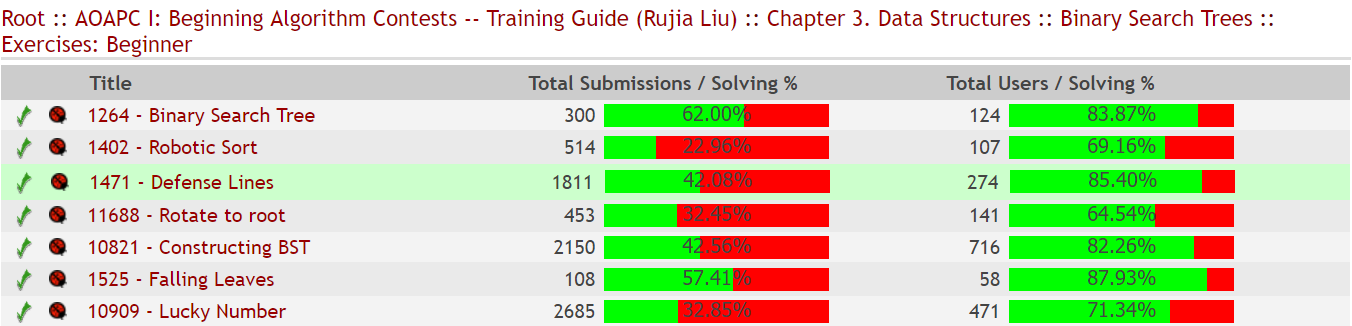 Root :: AOAPC I: Beginning Algorithm Contests -- Training Guide (Rujia Liu) :: Chapter 3. Data Structures :: Binary Search Trees ::
Exercises: Beginner
Title Total Submissions / Solving % Total Users / Solving %
1264 - Binary Search Tree 300 62.00% 124 83.87%
1402 - Robotic Sort 514 22.96% 107 69.16%
1471 - Defense Lines 1811 42.08% 274 85.40%
11688 - Rotate to root 453 32.45% 141 64.54%
10821 - Constructing BST 2150 42.56% 716 82.26%
1525 - Falling Leaves 108 57.41% 58 87.93%
10909 - Lucky Number 2685 32.85% 471 71.34%